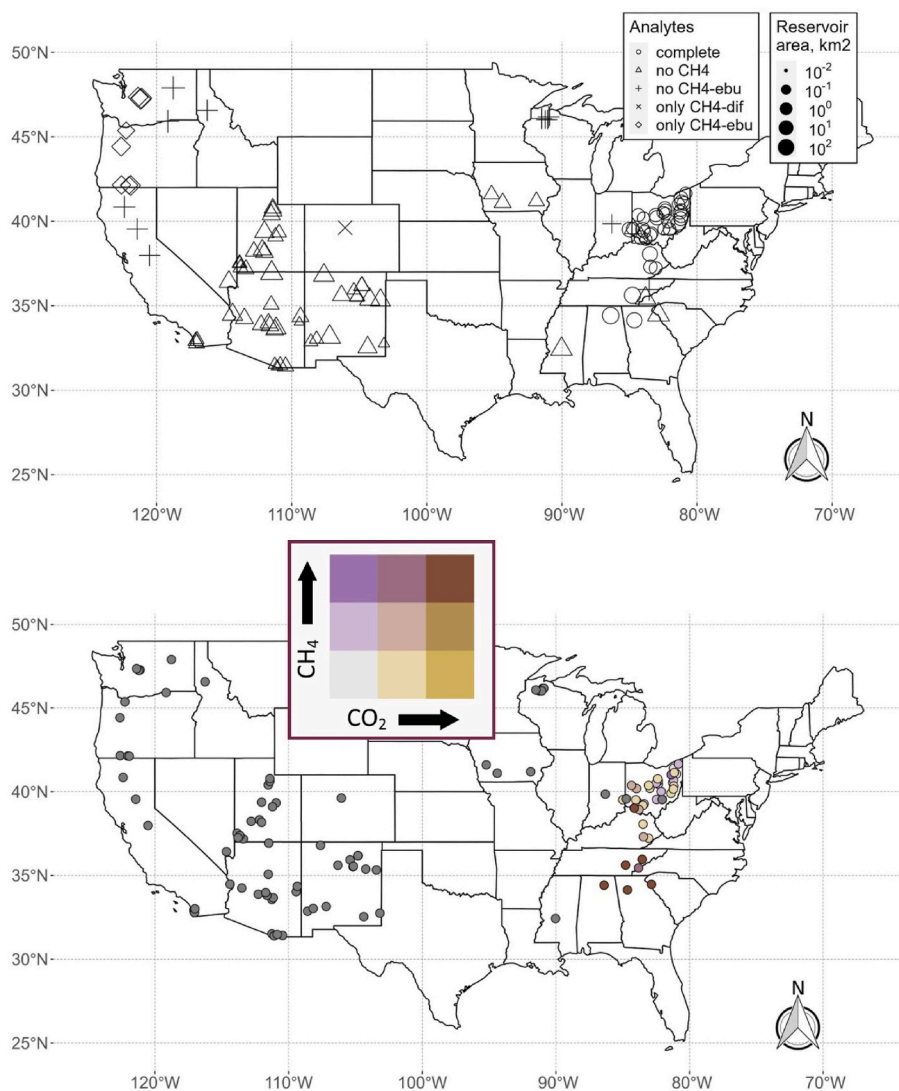 Analytes
complete
no CH4
no CH4-ebu
only CH4-dif
only CH4-ebu
Reservoir
area, km2
10-2
10-1
100
101
102
50°N
45°N
40°N
35°N
30°N
25°N
N
120°W 110°W 100°W 90°W 80°W 70°W
CH4
CO2
50°N
45°N
40°N
35°N
30°N
25°N
N
120°W 110°W 100°W 90°W 80°W 70°W